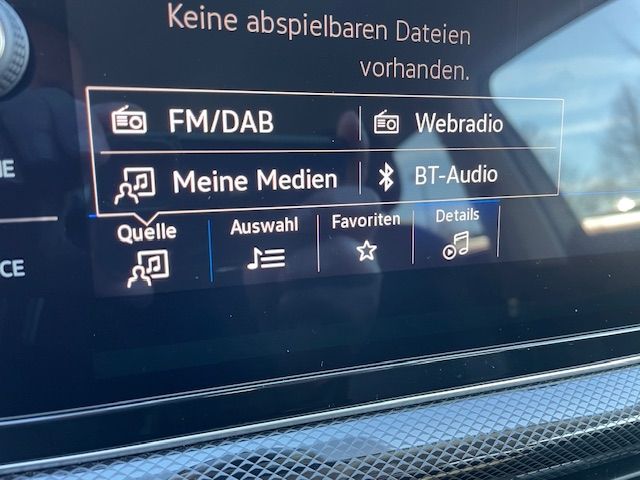 Keine abspielbaren Dateien
vorhanden.
FM/DAB
Webradio
Meine Medien
BT-Audio
Quelle
Auswahl
Favoriten
Details